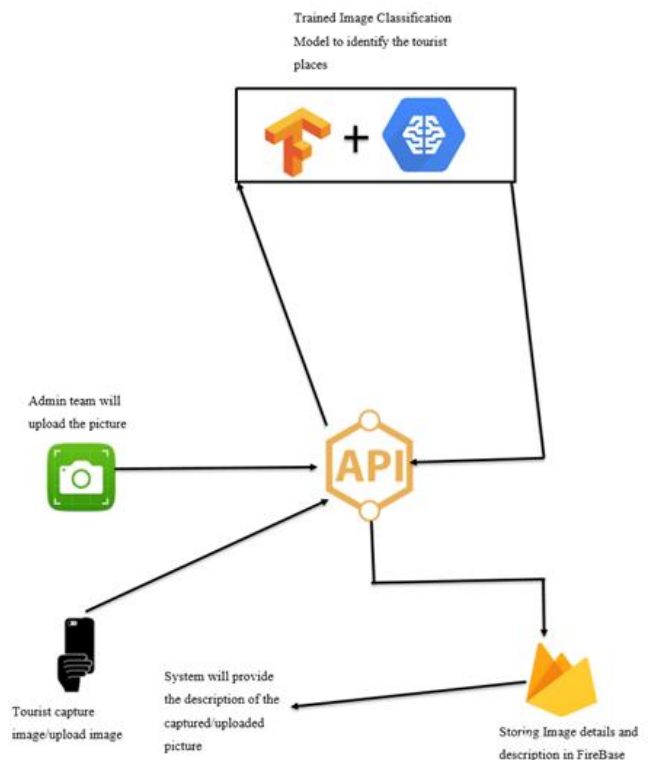 Trained Image Classification
Model to identify the tourist
places
Admin team will
upload the picture
API
Tourist capture
image/upload image
System will provide
the description of the
captured/uploaded
picture
Storing Image details and
description in FireBase